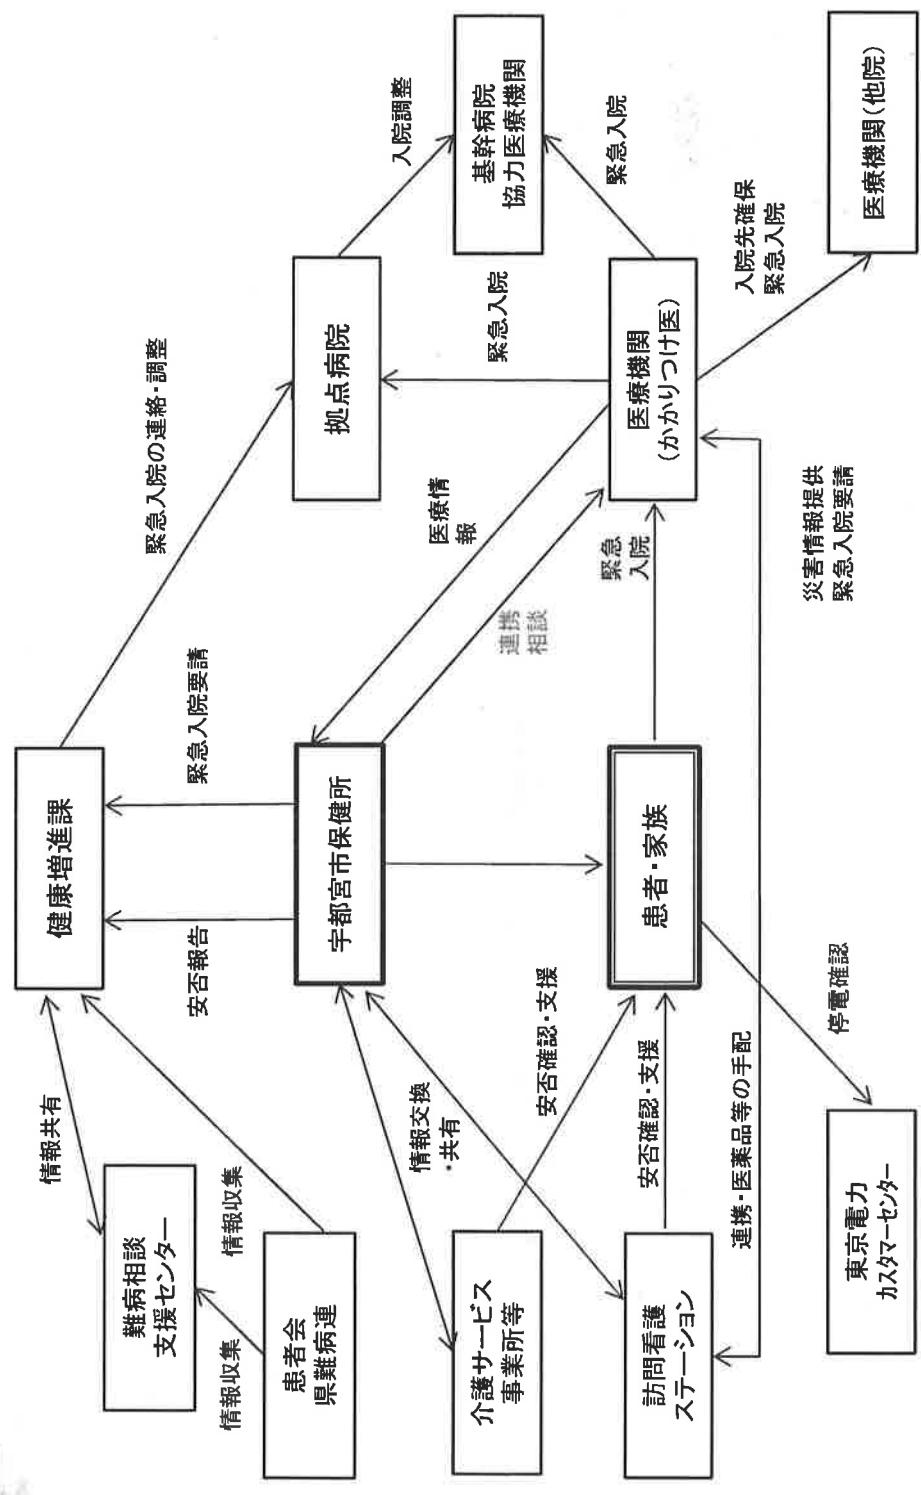 健康増進課
難病相談
支援センター
情報共有
情報収集
情報収集
患者会
県難病連
安否報告
緊急入院要請
緊急入院の連絡・調整
宇都宮市保健所
拠点病院
入院調整
基幹病院
協力医療機関
介護サービス
事業所等
情報交換
・共有
安否確認・支援
医療情
報
連携
相談
緊急入院
緊急入院
訪問看護
ステーション
安否確認・支援
患者・家族
緊急
入院
医療機関
（かかりつけ医）
入院先確保
緊急入院
連携・医薬品等の手配
災害情報提供
緊急入院要請
東京電力
カスタマーセンター
停電確認
医療機関（他院）